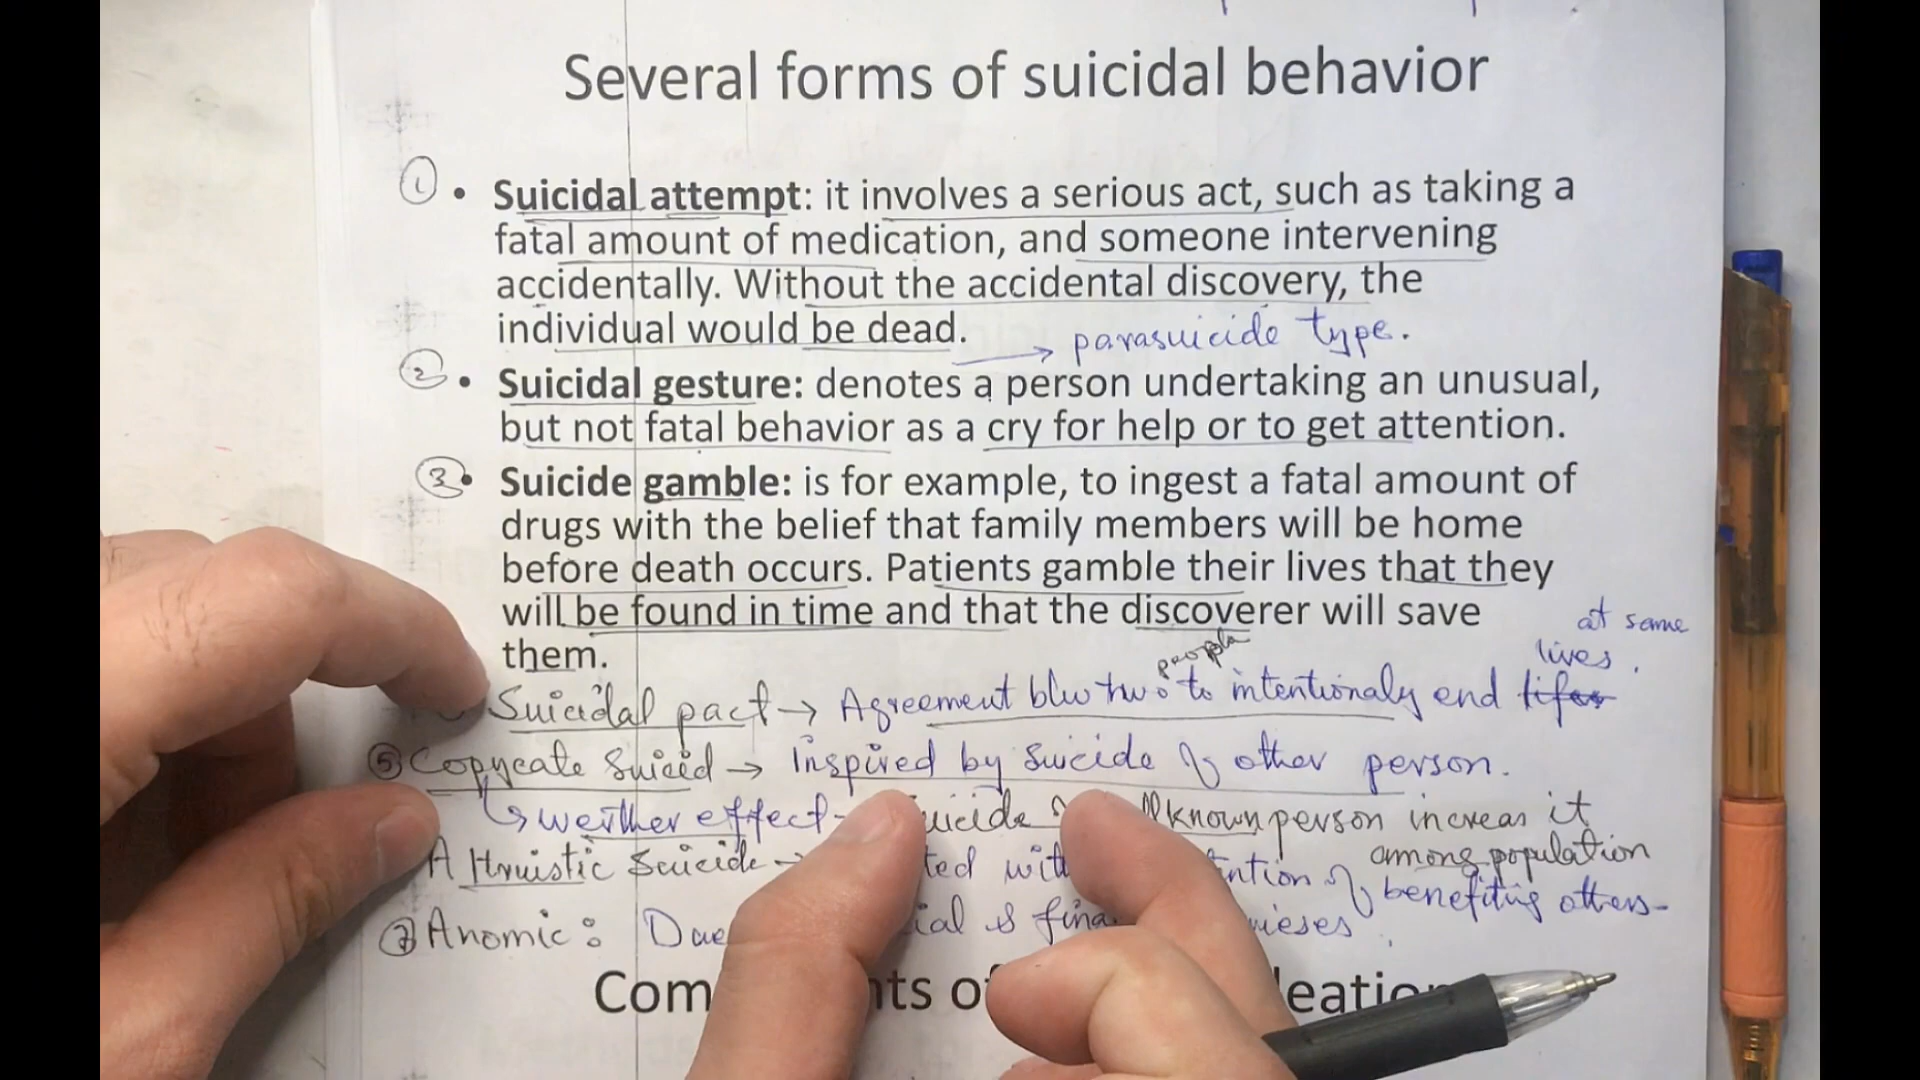 Several forms of suicidal behavior
① • Suicidal attempt: it involves a serious act, such as taking a
fatal amount of medication, and someone intervening
accidentally. Without the accidental discovery, the
individual would be dead.
→ parasuicide type.
② • Suicidal gesture: denotes a person undertaking an unusual,
but not fatal behavior as a cry for help or to get attention.
③ • Suicide gamble: is for example, to ingest a fatal amount of
drugs with the belief that family members will be home
before death occurs. Patients gamble their lives that they
will be found in time and that the discoverer will save
them.
Suicidal pact → Agreement b/w two people to intentionaly end lives at same
⑤ Copycate Suicid → Inspired by suicide of other person.
↳ werther effect- known person increas it
among population
Altruistic Suicide → with of benefiting others-
⑦ Anomic: Due &